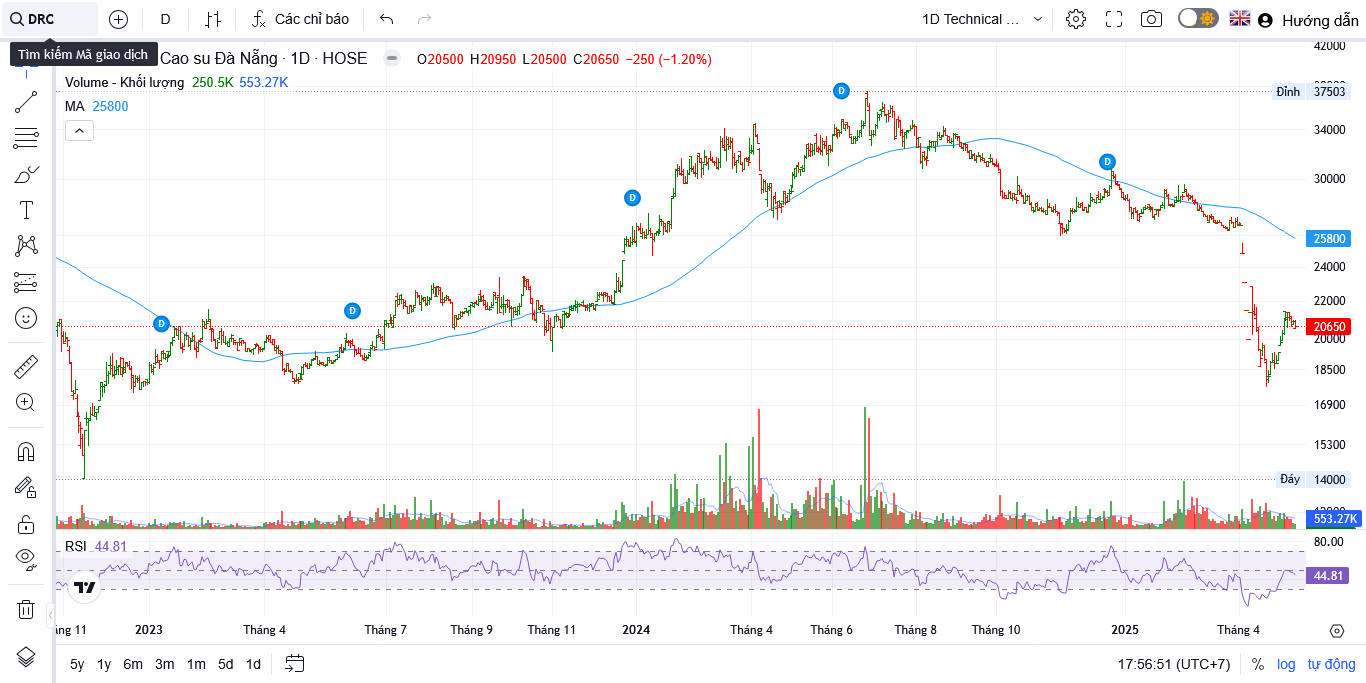 DRC
D
Các chỉ báo
1D Technical ...
Hướng dẫn
Tìm kiếm Mã giao dịch
Cao su Đà Nẵng · 1D · HOSE
O20500 H20950 L20500 C20650 −250 (−1.20%)
Volume - Khối lượng 250.5K 553.27K
MA 25800
42000
Đỉnh 37503
34000
30000
25800
24000
22000
20650
20000
18500
16900
15300
Đáy 14000
553.27K
D
D
D
D
D
RSI 44.81
80.00
44.81
ng 11
2023
Tháng 4
Tháng 7
Tháng 9
Tháng 11
2024
Tháng 4
Tháng 6
Tháng 8
Tháng 10
2025
Tháng 4
5y 1y 6m 3m 1m 5d 1d
17:56:51 (UTC+7) % log tự động